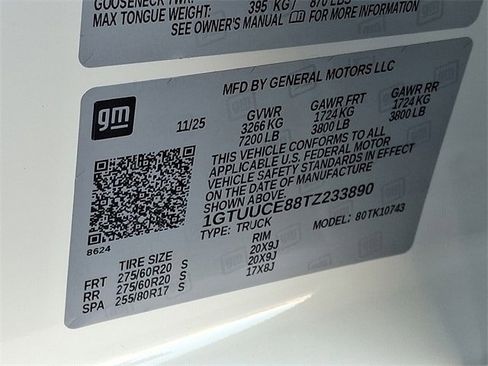 GOOSENECK TWR:
MAX TONGUE WEIGHT: 395 KG / 870 LBS
SEE OWNER'S MANUAL
MFD BY GENERAL MOTORS LLC
gm
11/25
GVWR GAWR FRT GAWR RR
3266 KG 1724 KG 1724 KG
7200 LB 3800 LB 3800 LB
THIS VEHICLE CONFORMS TO ALL
APPLICABLE U.S. FEDERAL MOTOR
VEHICLE SAFETY STANDARDS IN EFFECT
ON THE DATE OF MANUFACTURE
SHOWN ABOVE
1GTUUCE88TZ233890
TYPE: TRUCK MODEL: 80TK10743
8624
TIRE SIZE RIM
FRT 275/60R20 S 20X9J
RR 275/60R20 S 20X9J
SPA 255/80R17 S 17X8J